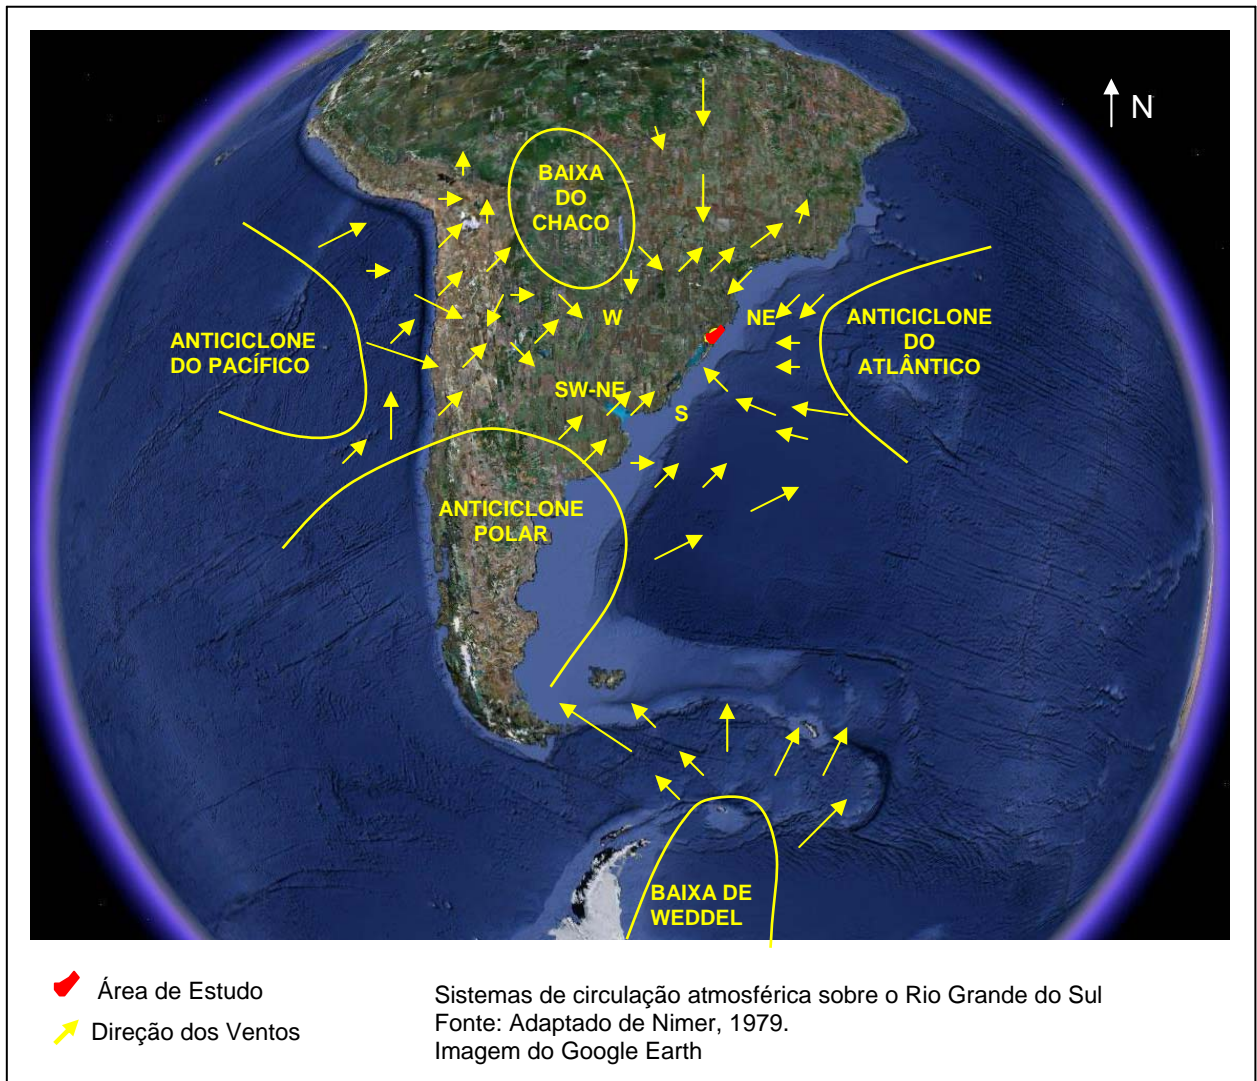 N
BAIXA
DO
CHACO
ANTICICLONE
DO PACÍFICO
W
NE
ANTICICLONE
DO
ATLÂNTICO
SW-NE
S
ANTICICLONE
POLAR
BAIXA DE
WEDDEL
Área de Estudo
Direção dos Ventos
Sistemas de circulação atmosférica sobre o Rio Grande do Sul
Fonte: Adaptado de Nimer, 1979.
Imagem do Google Earth